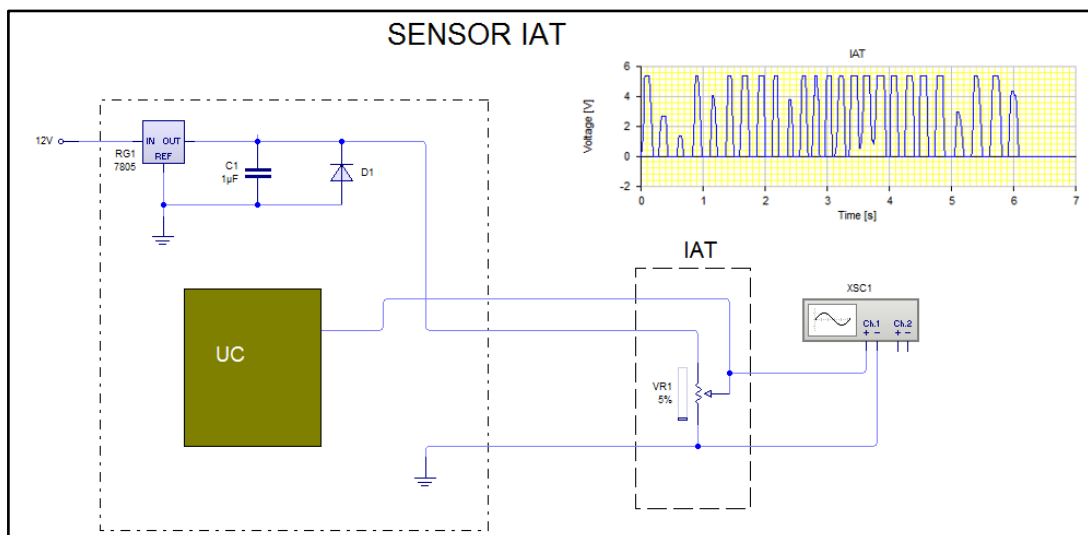 SENSOR IAT
IAT
6
4
2
0
-2
Voltage [V]
0 1 2 3 4 5 6 7
Time [s]
12V
IN OUT
REF
RG1
7805
C1
1µF
D1
IAT
XSC1
Ch.1 Ch.2
+ − + −
UC
VR1
5%